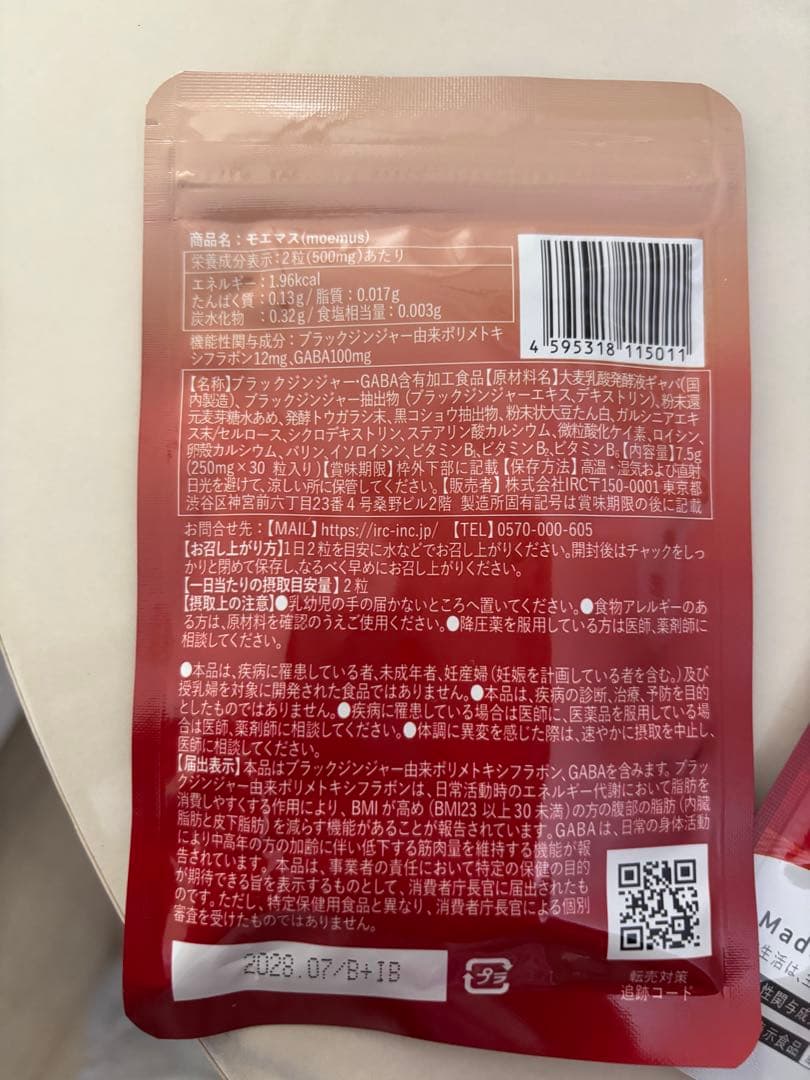 商品名：モエマス(moemus)
栄養成分表示：2粒(500mg)あたり
エネルギー：1.96kcal
たんぱく質：0.13g/脂質：0.017g
炭水化物　：0.32g/食塩相当量：0.003g
機能性関与成分：ブラックジンジャー由来ポリメトキ
シフラボン12mg､GABA100mg
4 595318 115011
【名称】ブラックジンジャー･GABA含有加工食品【原材料名】大麦乳酸発酵液ギャバ(国
内製造)、ブラックジンジャー抽出物（ブラックジンジャーエキス､デキストリン）､粉末還
元麦芽糖水あめ､発酵トウガラシ末､黒コショウ抽出物､粉末状大豆たん白､ガルシニアエキ
ス末/セルロース､シクロデキストリン､ステアリン酸カルシウム､微粒酸化ケイ素､ロイシン､
卵殻カルシウム､バリン､イソロイシン､ビタミンB₁､ビタミンB₂､ビタミンB₆【内容量】7.5g
(250mg×30 粒入り)【賞味期限】枠外下部に記載【保存方法】高温・湿気および直射
日光を避けて､涼しい所に保管してください。【販売者】株式会社IRC〒150-0001 東京都
渋谷区神宮前六丁目23番4号桑野ビル2階 製造所固有記号は賞味期限の後に記載
お問合せ先：【MAIL】https://irc-inc.jp/ 【TEL】0570-000-605
【お召し上がり方】1日2粒を目安に水などでお召し上がりください｡開封後はチャックをしっ
かりと閉めて保存し､なるべく早めにお召し上がりください。
【一日当たりの摂取目安量】2粒
【摂取上の注意】●乳幼児の手の届かないところへ置いてください｡●食物アレルギーのあ
る方は､原材料を確認のうえご使用ください｡●降圧薬を服用している方は医師､薬剤師に
相談してください。
●本品は､疾病に罹患している者､未成年者､妊産婦(妊娠を計画している者を含む｡)及び
授乳婦を対象に開発された食品ではありません｡●本品は､疾病の診断､治療､予防を目的
としたものではありません｡●疾病に罹患している場合は医師に､医薬品を服用している場
合は医師､薬剤師に相談してください｡●体調に異変を感じた際は､速やかに摂取を中止し､
医師に相談してください。
【届出表示】本品はブラックジンジャー由来ポリメトキシフラボン､GABAを含みます。ブラッ
クジンジャー由来ポリメトキシフラボンは、日常活動時のエネルギー代謝において脂肪を
消費しやすくする作用により、BMIが高め（BMI23以上30未満）の方の腹部の脂肪（内臓
脂肪と皮下脂肪）を減らす機能があることが報告されています。GABAは､日常の身体活動
により中高年の方の加齢に伴い低下する筋肉量を維持する機能が報
告されています。本品は、事業者の責任において特定の保健の目的
が期待できる旨を表示するものとして、消費者庁長官に届出されたも
のです。ただし､特定保健用食品と異なり､消費者庁長官による個別
審査を受けたものではありません。
2028.07/B+IB
プラ
転売対策
追跡コード
Mad
生活は､
性関与成
示食品